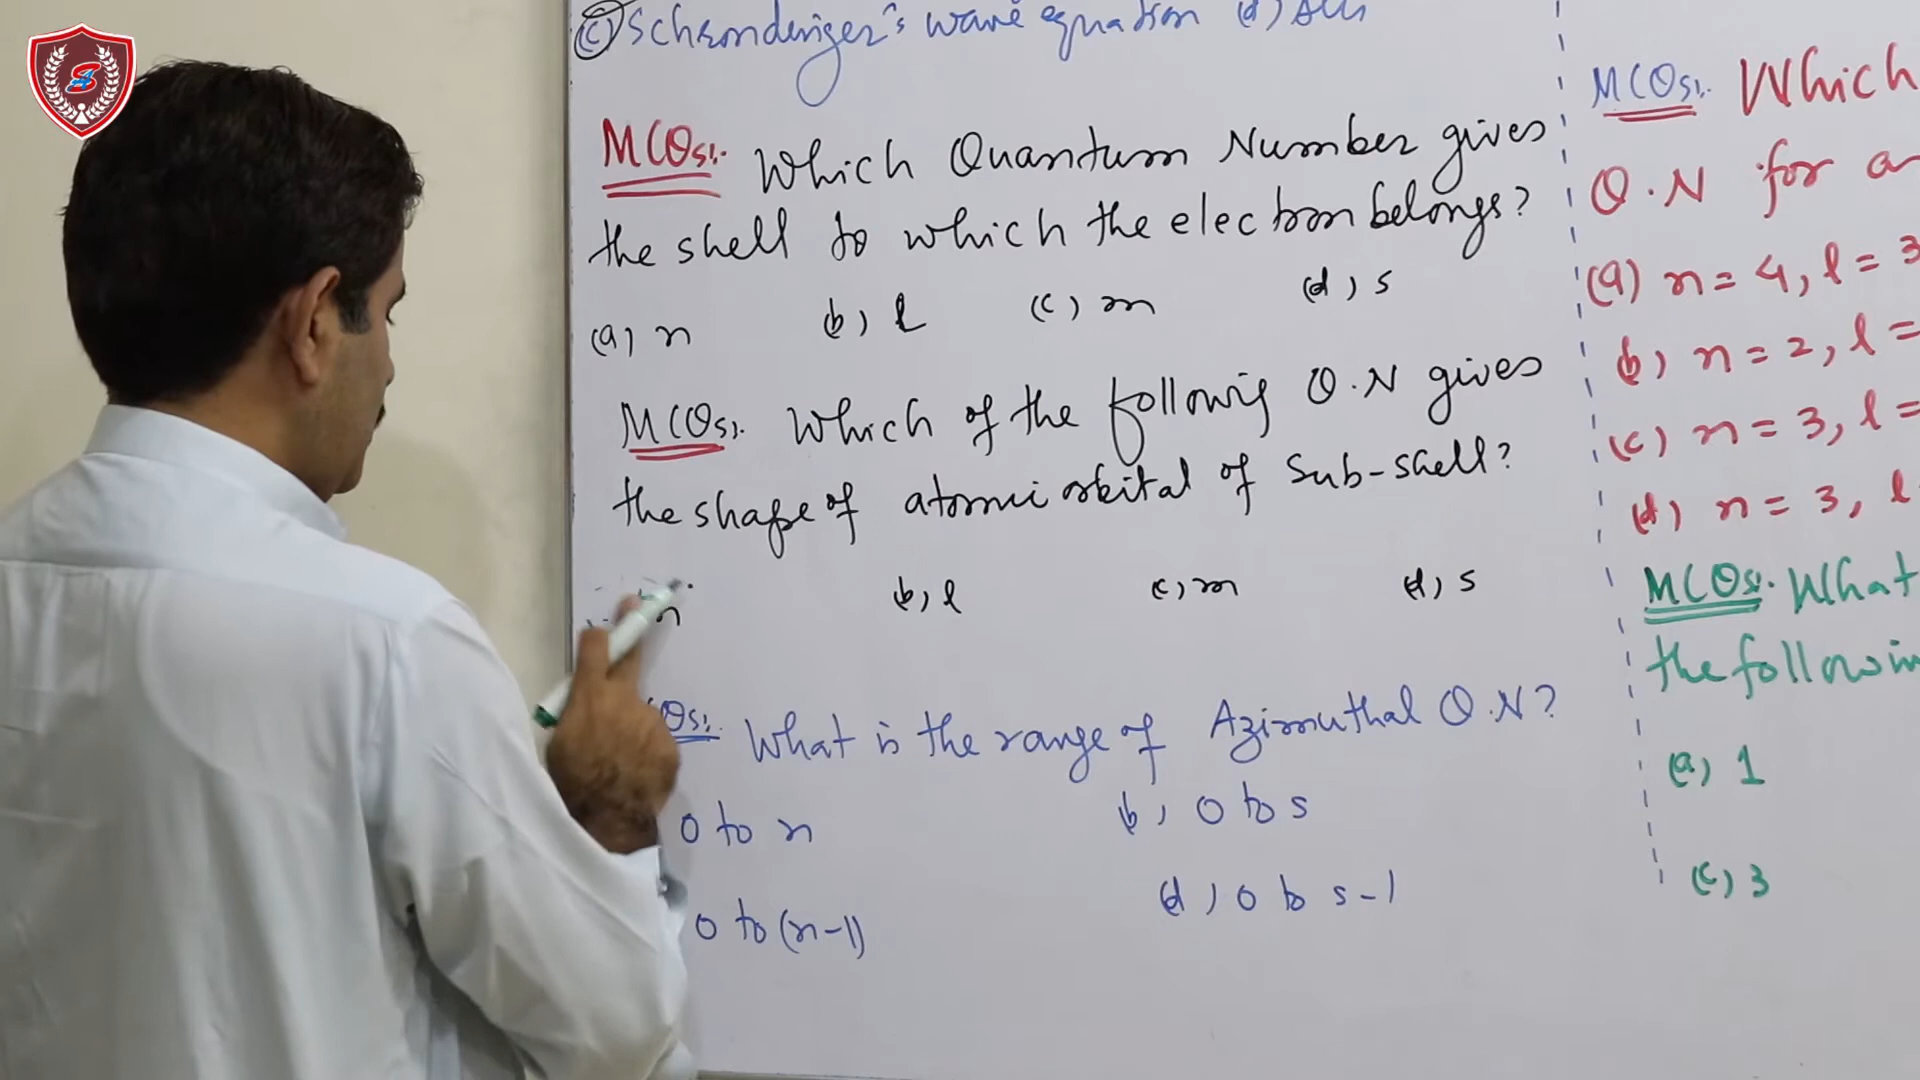 (c) Schrondenger's wave equation (d) All
MCQs:. Which Quantum Number gives
the shell to which the electron belongs?
(a) n (b) l (c) m (d) s
MCQs:. Which of the following Q.N gives
the shape of atomic orbital of Sub-shell?
n (b) l (c) m (d) s
Qs:. What is the range of Azimuthal Q.N?
0 to n (b) 0 to s
0 to (n-1) (d) 0 to s-1
MCQs:. Which
Q.N for
(a) n = 4, l = 3
(b) n = 2, l =
(c) n = 3, l =
(d) n = 3, l
MCQs:. What
the
(a) 1
(c) 3